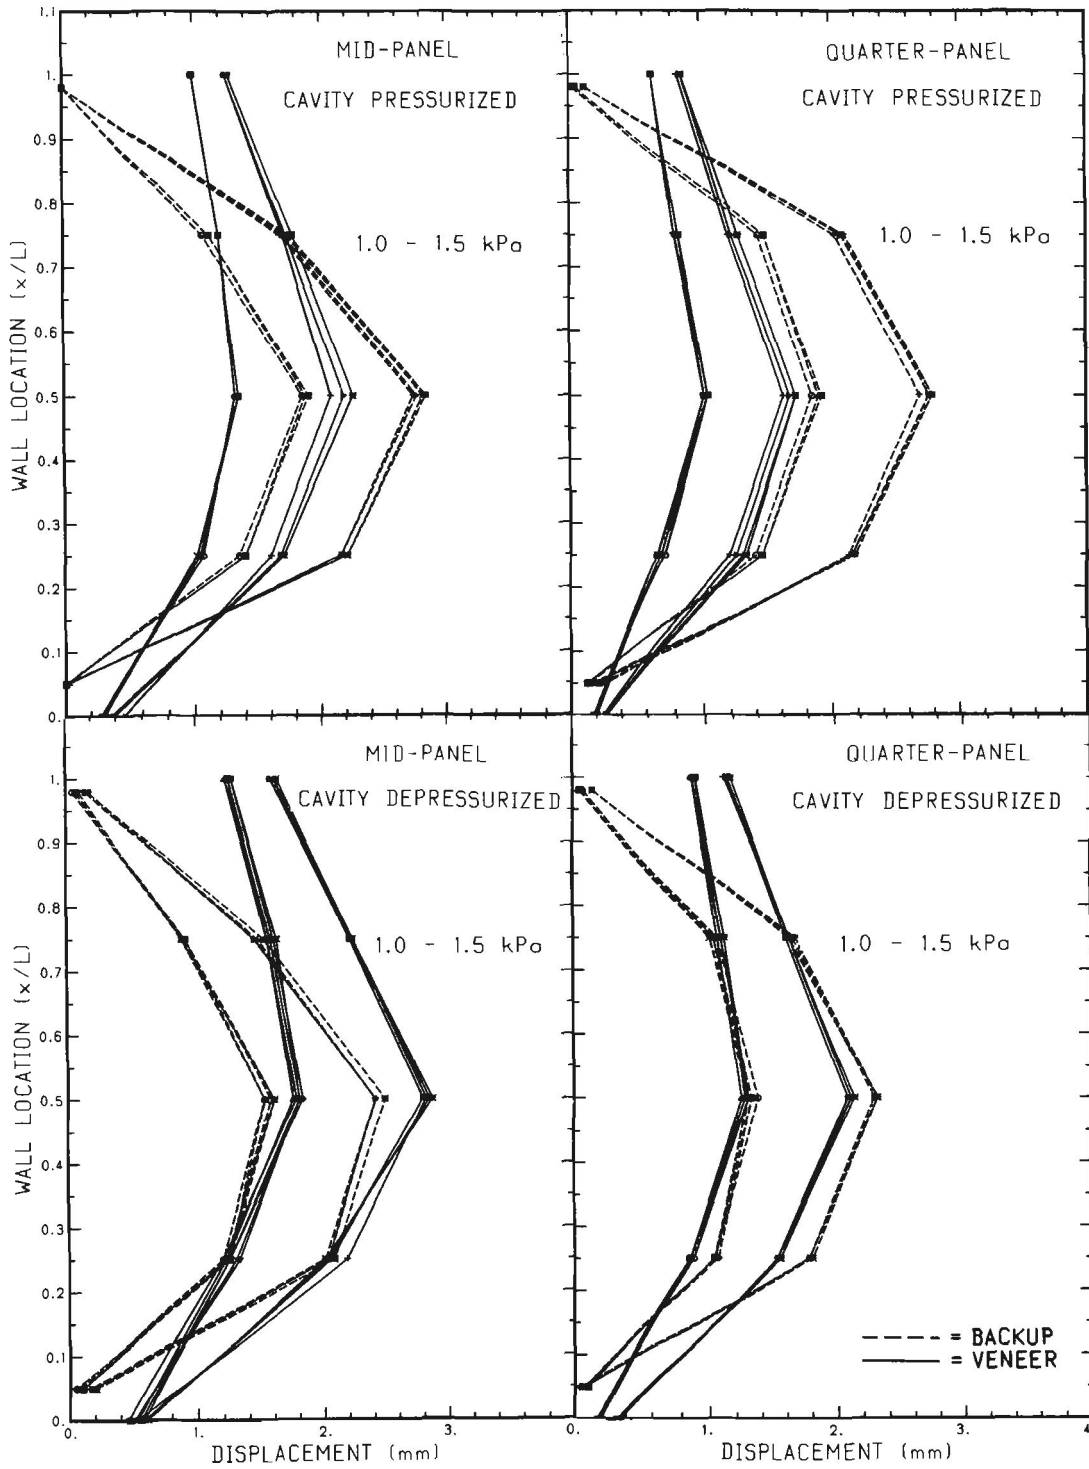 1.1
MID-PANEL
QUARTER-PANEL
1.
CAVITY PRESSURIZED
CAVITY PRESSURIZED
0.9
0.8
1.0 - 1.5 kPa
1.0 - 1.5 kPa
0.7
WALL LOCATION (x/L)
0.6
0.5
0.4
0.3
0.2
0.1
0.
MID-PANEL
QUARTER-PANEL
1.
CAVITY DEPRESSURIZED
CAVITY DEPRESSURIZED
0.9
0.8
1.0 - 1.5 kPa
1.0 - 1.5 kPa
0.7
WALL LOCATION (x/L)
0.6
0.5
0.4
0.3
0.2
= BACKUP
= VENEER
0.1
0.
0. 1. 2. 3. 0. 1. 2. 3. 4
DISPLACEMENT (mm)
DISPLACEMENT (mm)